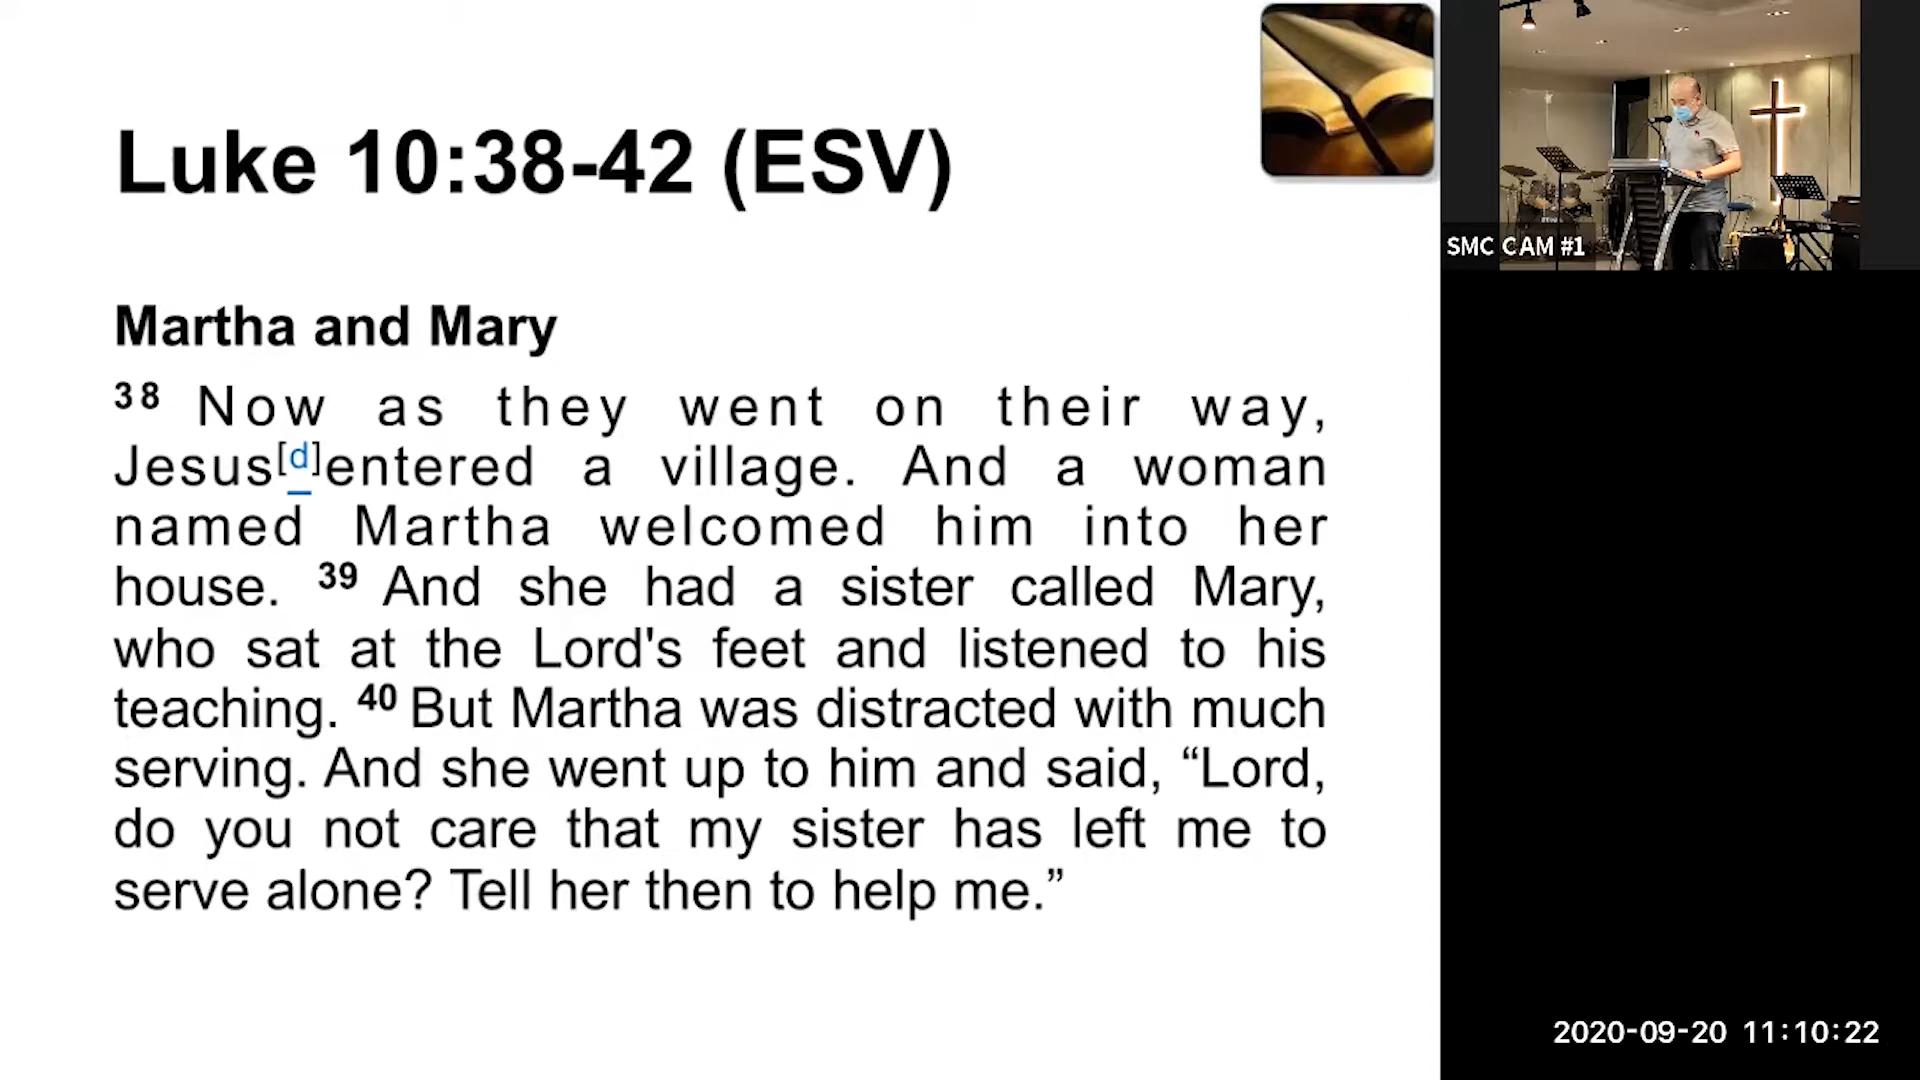 Luke 10:38-42 (ESV)
Martha and Mary
38 Now as they went on their way,
Jesus[d]entered a village. And a woman
named Martha welcomed him into her
house. 39 And she had a sister called Mary,
who sat at the Lord's feet and listened to his
teaching. 40 But Martha was distracted with much
serving. And she went up to him and said, “Lord,
do you not care that my sister has left me to
serve alone? Tell her then to help me.”
SMC CAM #1
2020-09-20 11:10:22